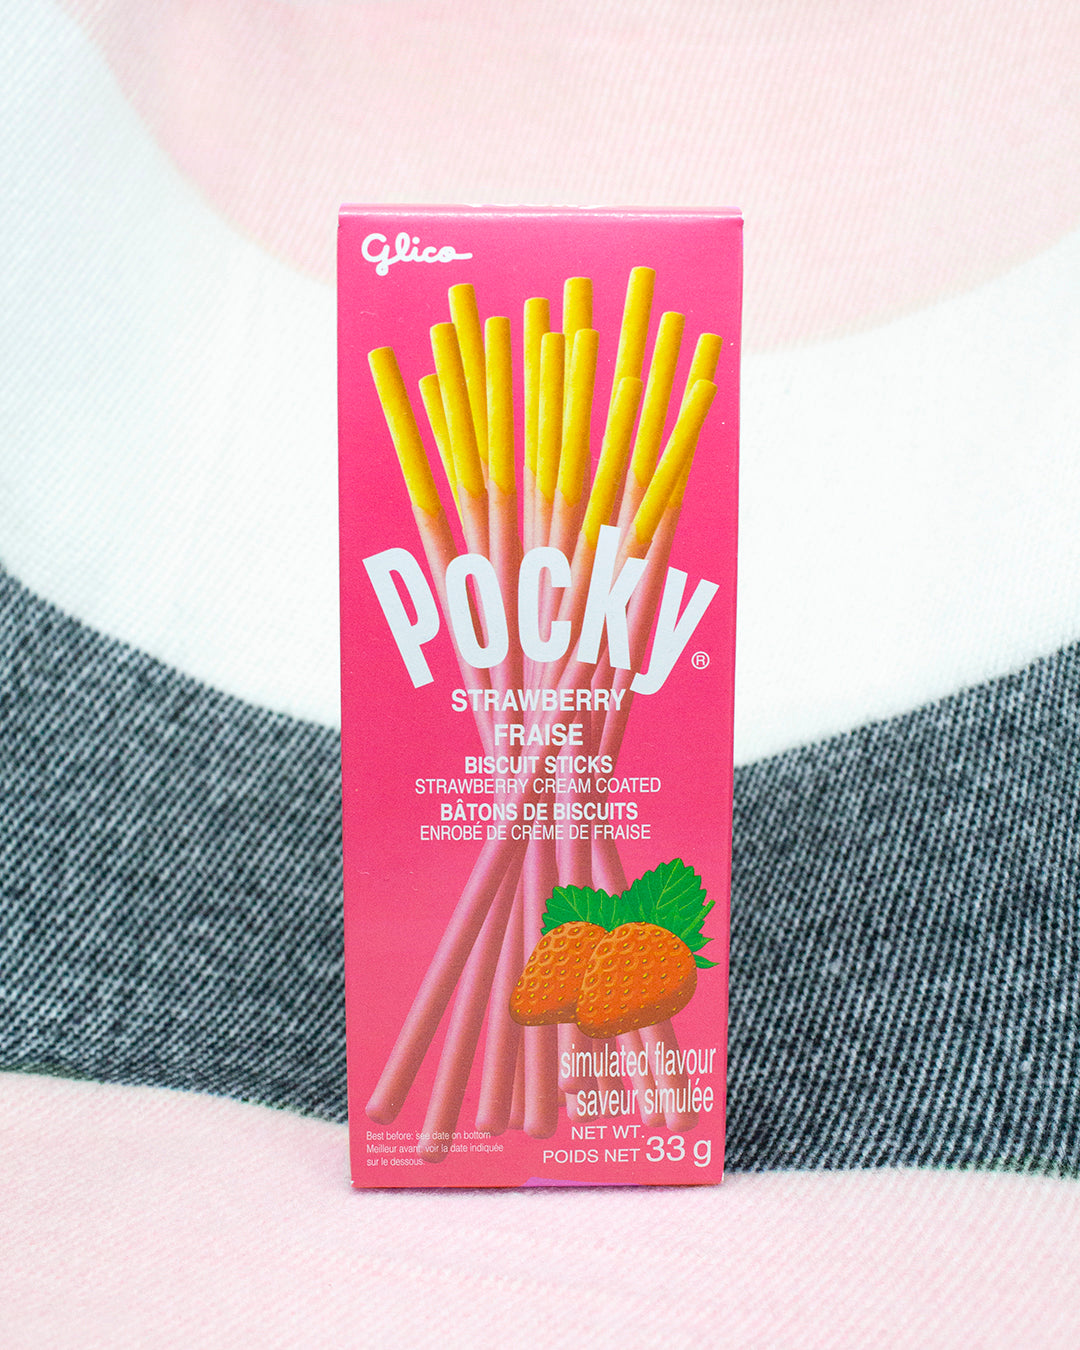 Glico
Pocky®
STRAWBERRY
FRAISE
BISCUIT STICKS
STRAWBERRY CREAM COATED
BÂTONS DE BISCUITS
ENROBÉ DE CRÈME DE FRAISE
simulated flavour
saveur simulée
NET WT.
POIDS NET 33 g
Best before: see date on bottom.
Meilleur avant: voir la date indiquée
sur le dessous.